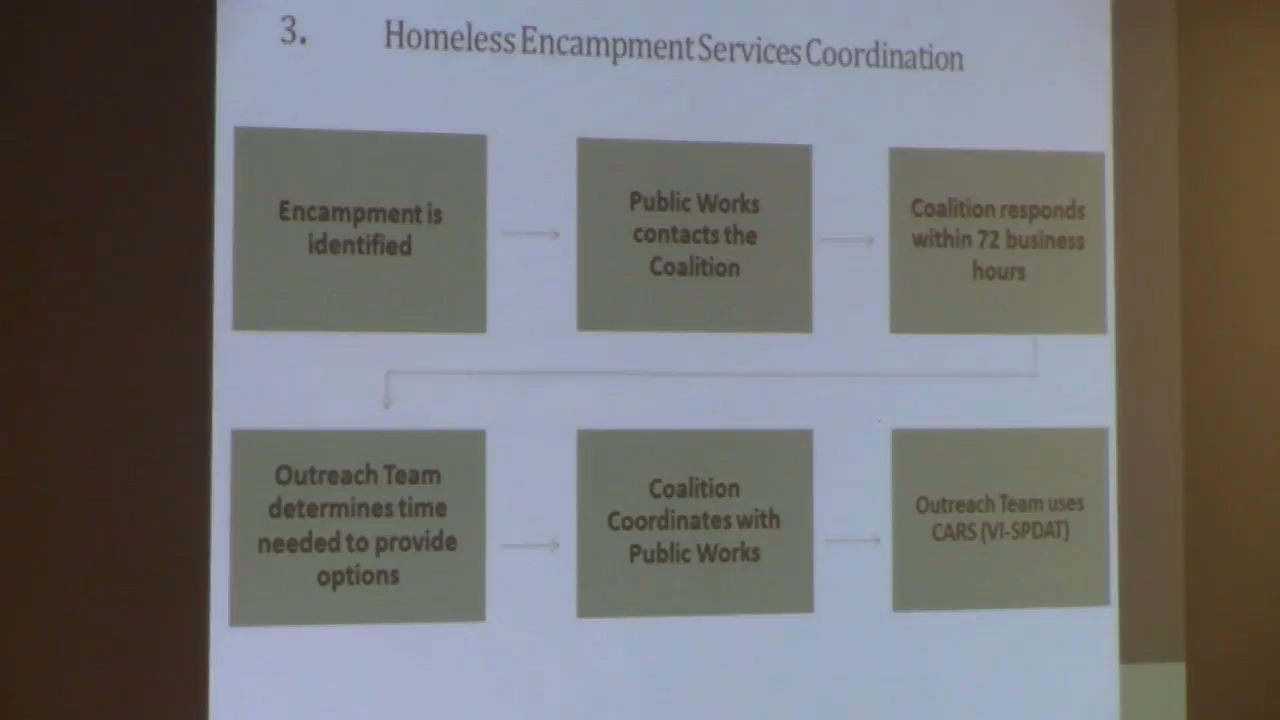 3. Homeless Encampment Services Coordination
Encampment is
identified
Public Works
contacts the
Coalition
Coalition responds
within 72 business
hours
Outreach Team
determines time
needed to provide
options
Coalition
Coordinates with
Public Works
Outreach Team uses
CARS (VI-SPDAT)